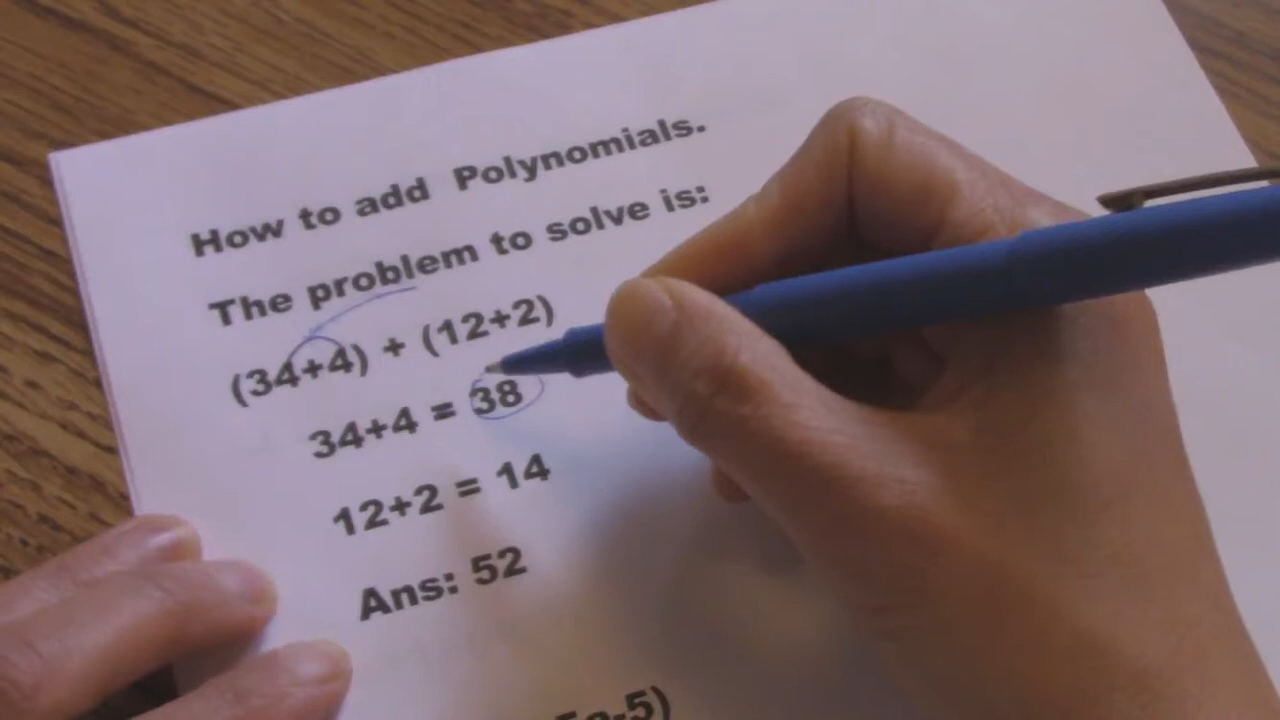 How to add Polynomials.
The problem to solve is:
(34+4) + (12+2)
34+4 = 38
12+2 = 14
Ans: 52